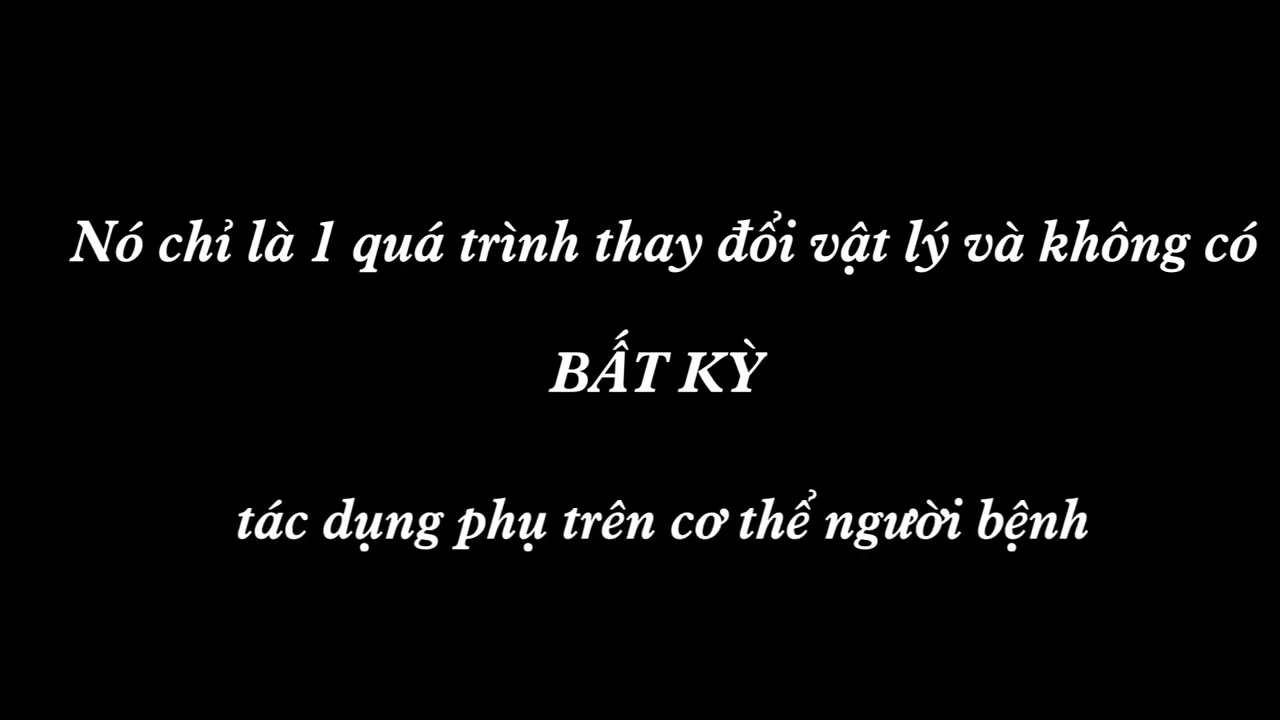 Nó chỉ là 1 quá trình thay đổi vật lý và không có
BẤT KỲ
tác dụng phụ trên cơ thể người bệnh